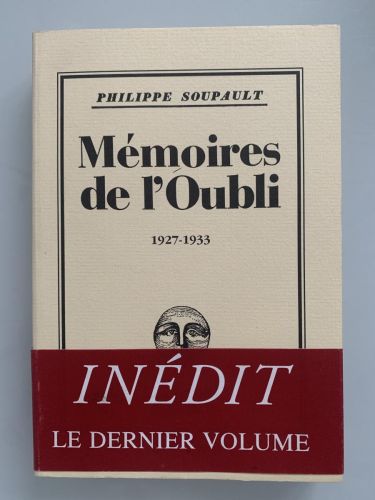 PHILIPPE SOUPAULT
Mémoires
de l'Oubli
1927-1933
INÉDIT
LE DERNIER VOLUME